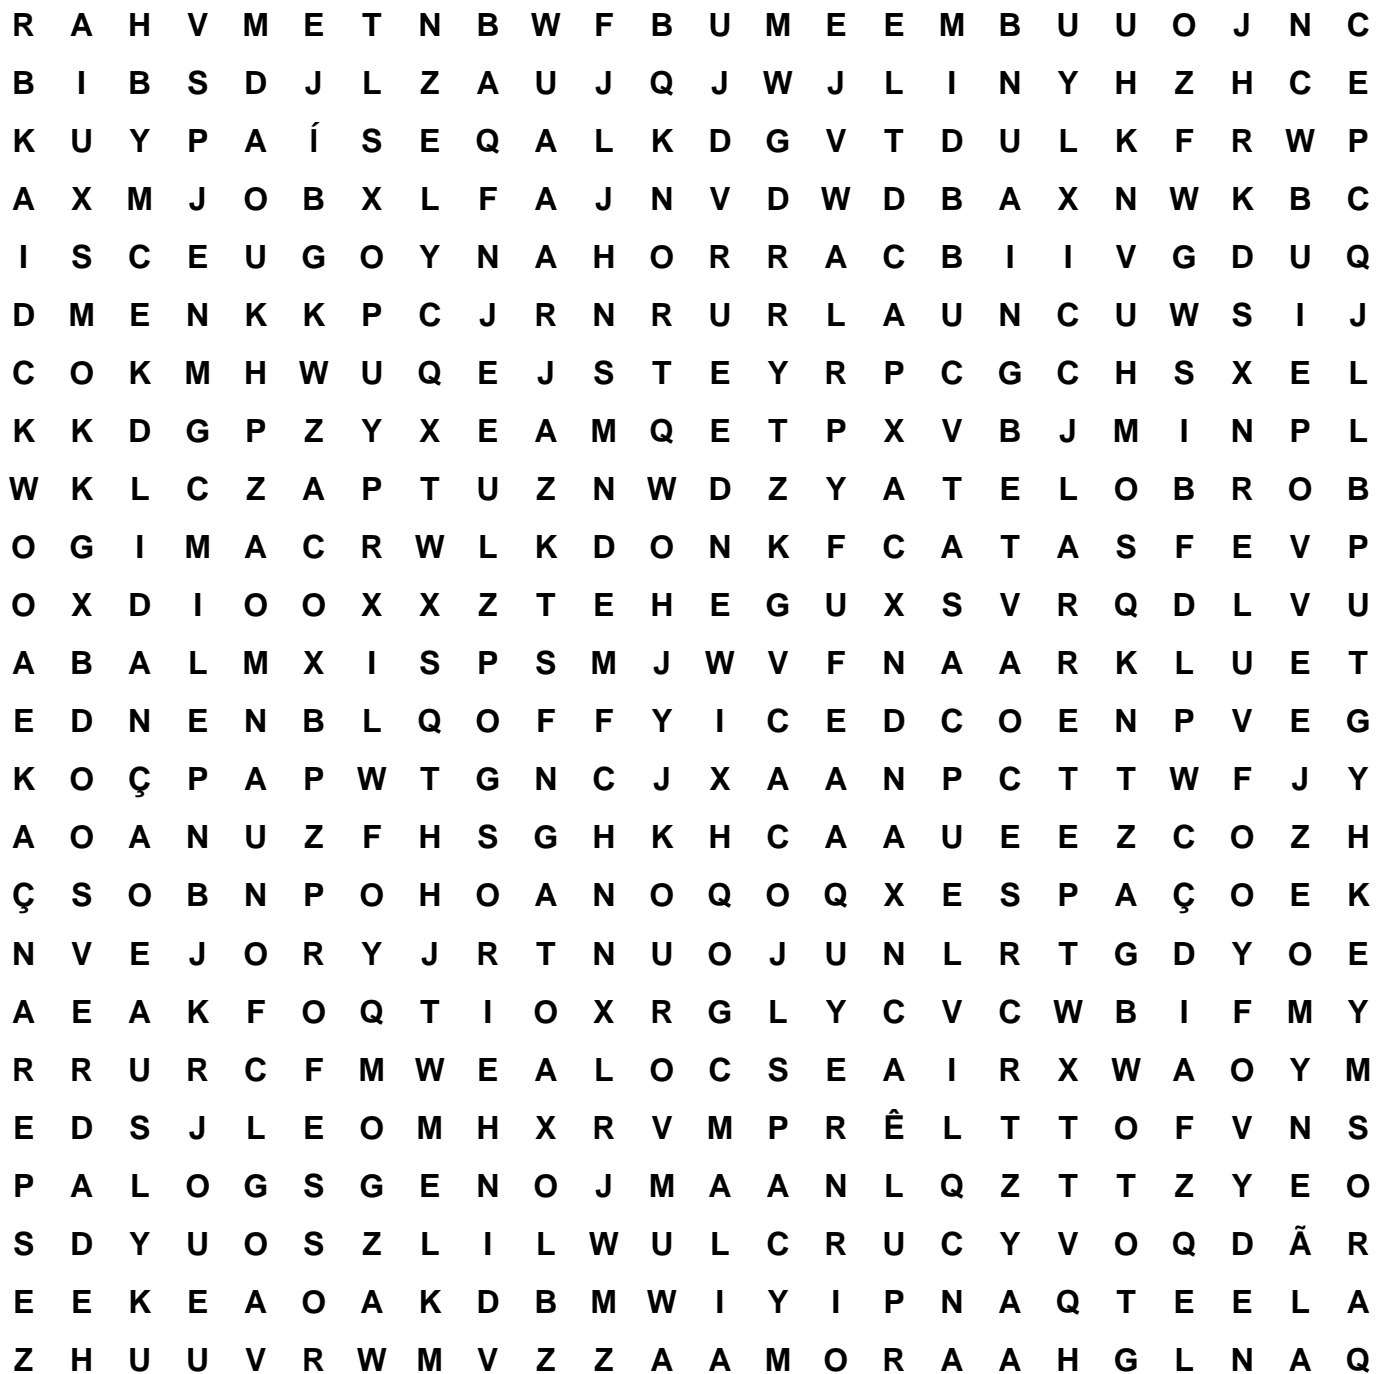 R A H V M E T N B W F B U M E E M B U U O J N C
B I B S D J L Z A U J Q J W J L I N Y H Z H C E
K U Y P A Í S E Q A L K D G V T D U L K F R W P
A X M J O B X L F A J N V D W D B A X N W K B C
I S C E U G O Y N A H O R R A C B I I V G D U Q
D M E N K K P C J R N R U R L A U N C U W S I J
C O K M H W U Q E J S T E Y R P C G C H S X E L
K K D G P Z Y X E A M Q E T P X V B J M I N P L
W K L C Z A P T U Z N W D Z Y A T E L O B R O B
O G I M A C R W L K D O N K F C A T A S F E V P
O X D I O O X X Z T E H E G U X S V R Q D L V U
A B A L M X I S P S M J W V F N A A R K L U E T
E D N E N B L Q O F F Y I C E D C O E N P V E G
K O Ç P A P W T G N C J X A A N P C T T W F J Y
A O A N U Z F H S G H K H C A A U E E Z C O Z H
Ç S O B N P O H O A N O Q O Q X E S P A Ç O E K
N V E J O R Y J R T N U O J U N L R T G D Y O E
A E A K F O Q T I O X R G L Y C V C W B I F M Y
R R U R C F M W E A L O C S E A I R X W A O Y M
E D S J L E O M H X R V M P R Ê L T T O F V N S
P A L O G S G E N O J M A A N L Q Z T T Z Y E O
S D Y U O S Z L I L W U L C R U C Y V O Q D Ã R
E E K E A O A K D B M W I Y I P N A Q T E E L A
Z H U U V R W M V Z Z A A M O R A A H G L N A Q